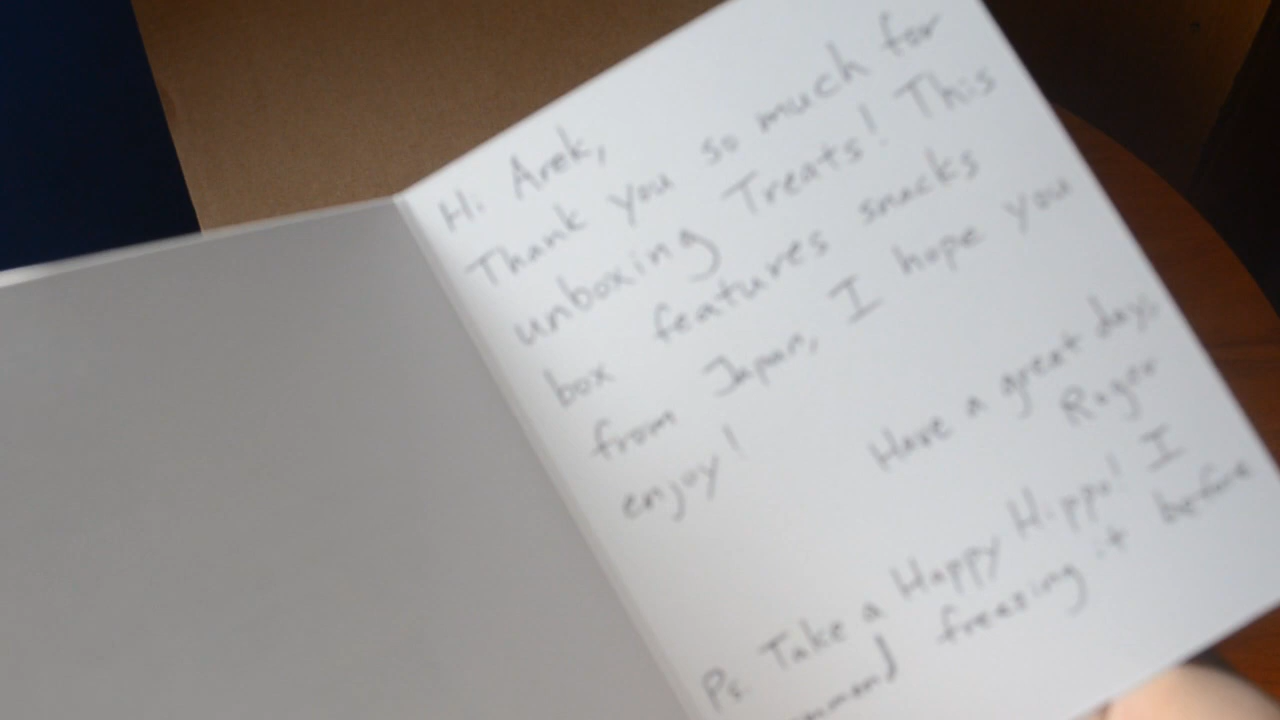 Hi Arek,
Thank you so much for
unboxing Treats! This
box features snacks
from Japan, I hope you
enjoy!
Have a great day,
Roger
Ps Take a Happy Hippo! I
freezing it before